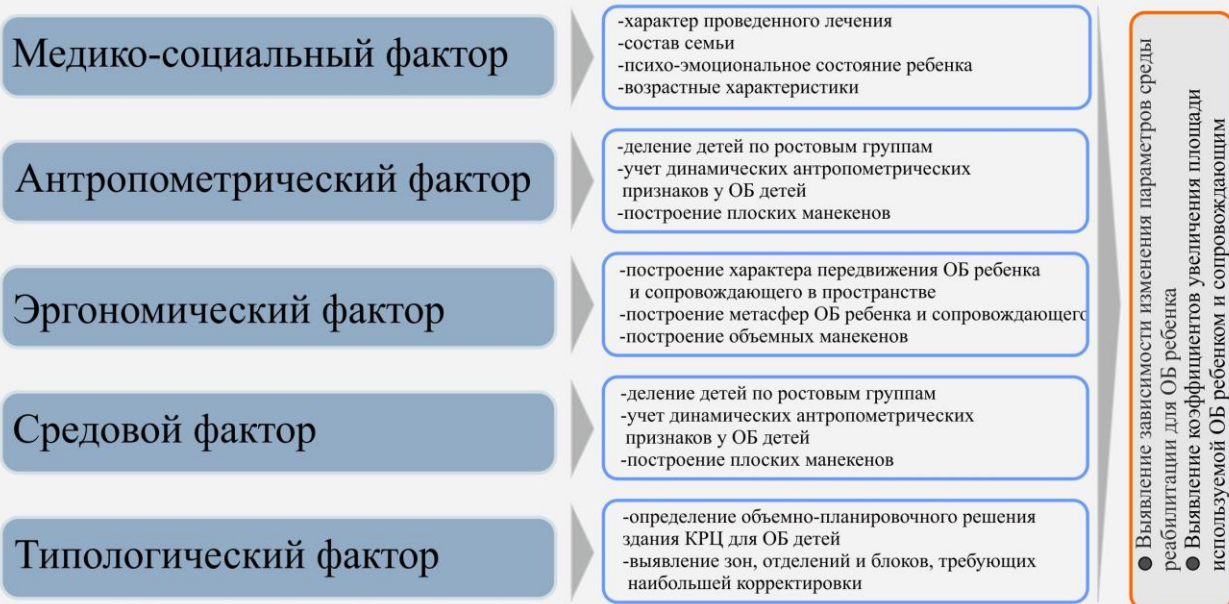 Медико-социальный фактор
-характер проведенного лечения
-состав семьи
-психо-эмоциональное состояние ребенка
-возрастные характеристики
Антропометрический фактор
-деление детей по ростовым группам
-учет динамических антропометрических
признаков у ОБ детей
-построение плоских манекенов
Эргономический фактор
-построение характера передвижения ОБ ребенка
и сопровождающего в пространстве
-построение метасфер ОБ ребенка и сопровождающего
-построение объемных манекенов
Средовой фактор
-деление детей по ростовым группам
-учет динамических антропометрических
признаков у ОБ детей
-построение плоских манекенов
Типологический фактор
-определение объемно-планировочного решения
здания КРЦ для ОБ детей
-выявление зон, отделений и блоков, требующих
наибольшей корректировки
● Выявление зависимости изменения параметров среды
реабилитации для ОБ ребенка
● Выявление коэффициентов увеличения площади
используемой ОБ ребенком и сопровождающим